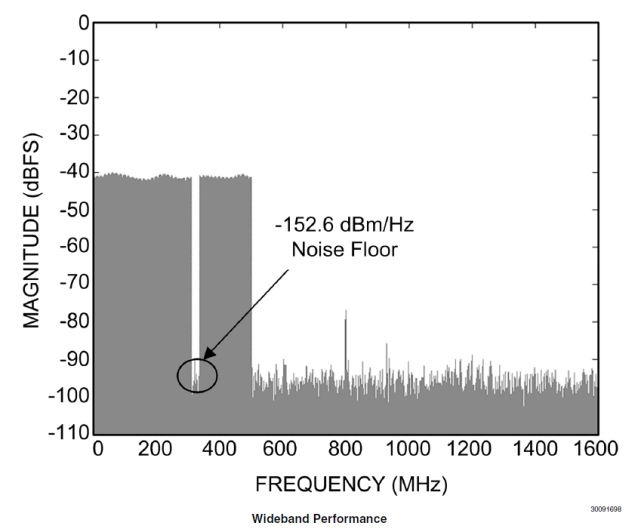 0
-10
-20
-30
-40
-50
-60
-70
-80
-90
-100
-110
MAGNITUDE (dBFS)
-152.6 dBm/Hz
Noise Floor
0 200 400 600 800 1000 1200 1400 1600
FREQUENCY (MHz)
30091698
Wideband Performance